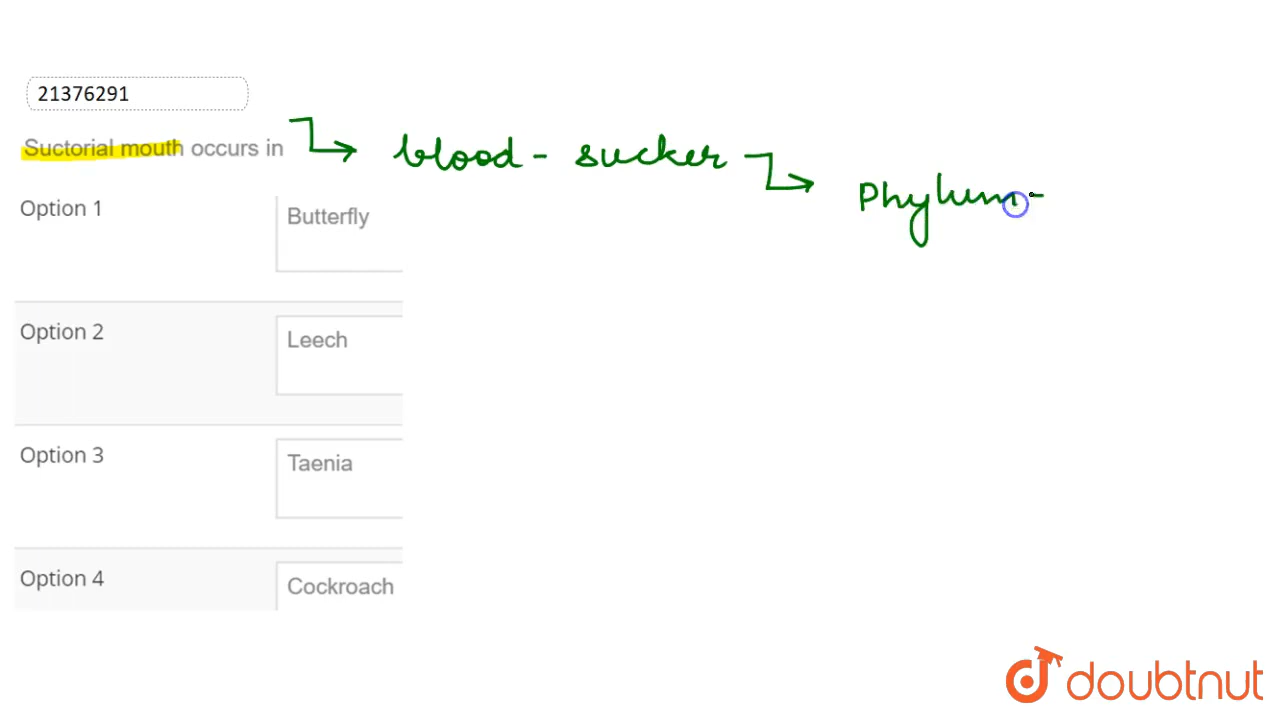 21376291
Suctorial mouth occurs in
blood - sucker
Phylum -
Option 1
Butterfly
Option 2
Leech
Option 3
Taenia
Option 4
Cockroach
doubtnut